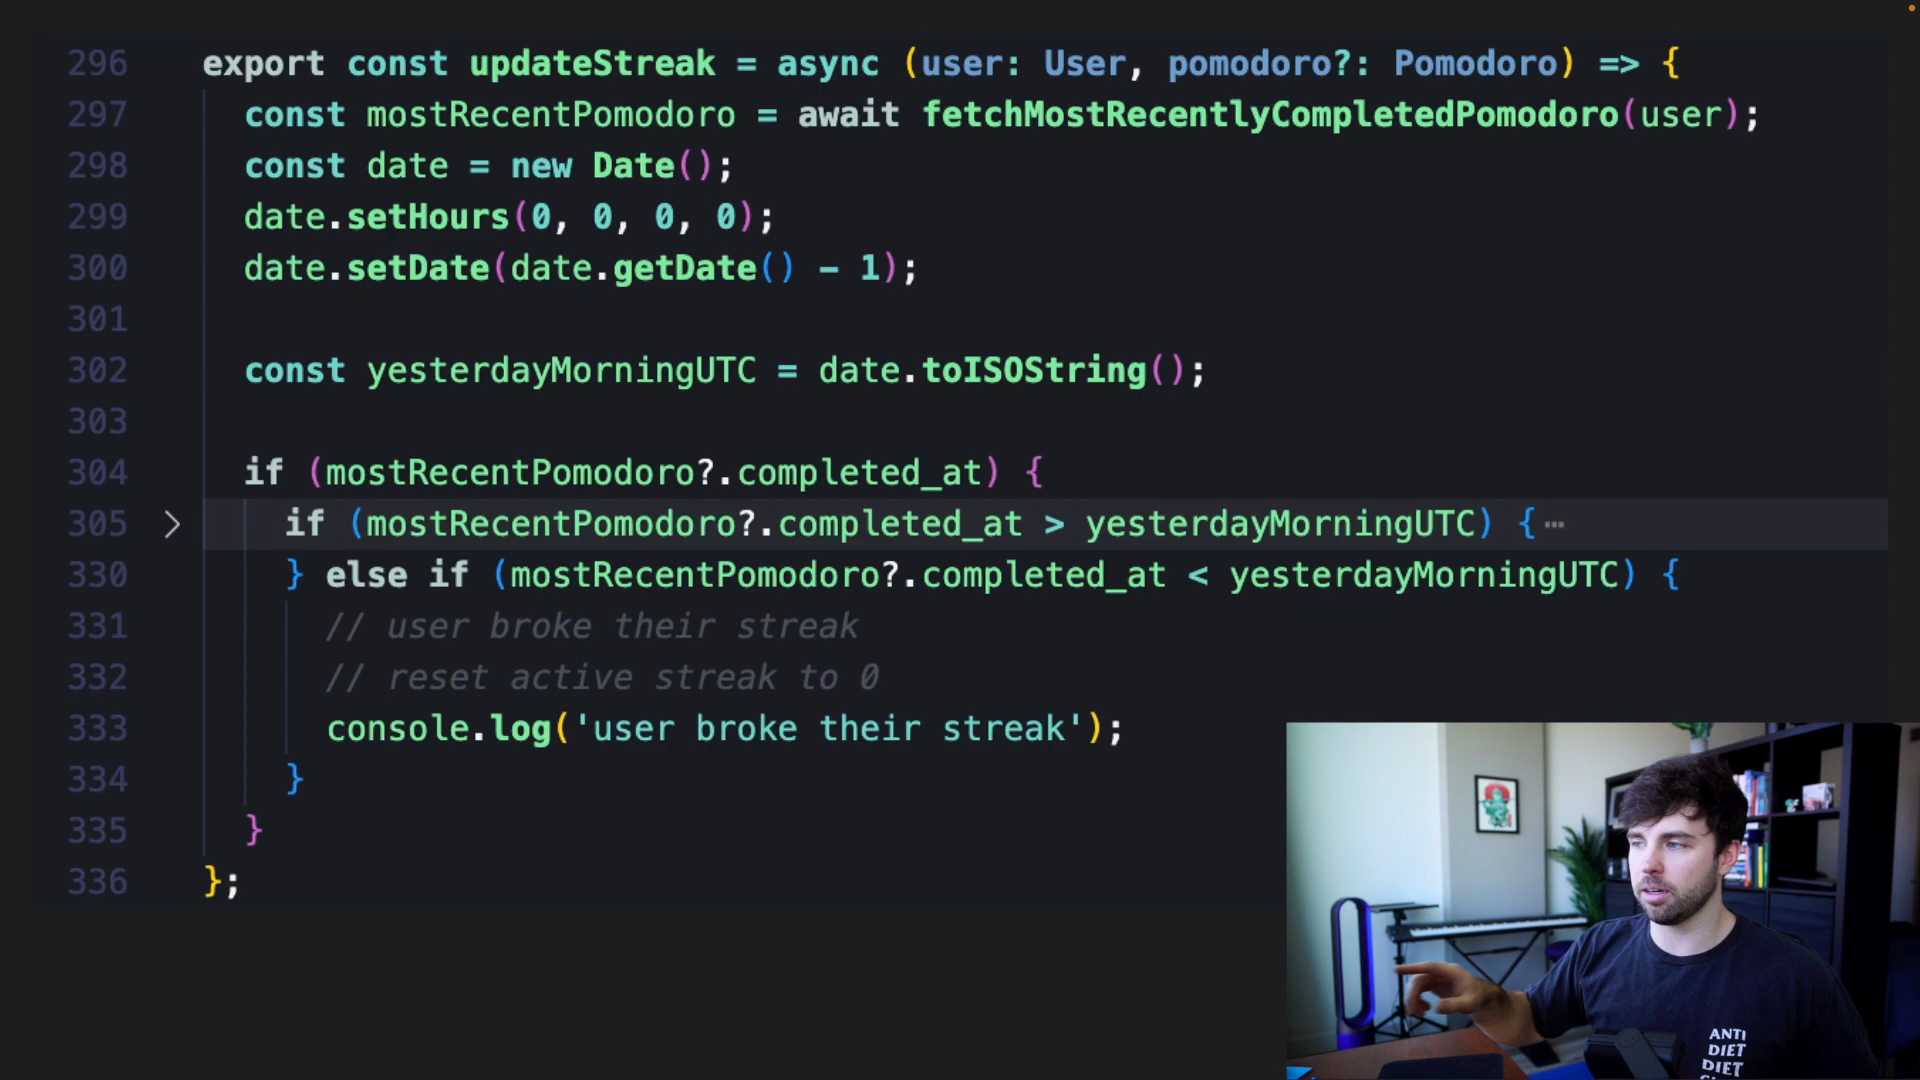 296 export const updateStreak = async (user: User, pomodoro?: Pomodoro) => {
297 const mostRecentPomodoro = await fetchMostRecentlyCompletedPomodoro(user);
298 const date = new Date();
299 date.setHours(0, 0, 0, 0);
300 date.setDate(date.getDate() - 1);
301
302 const yesterdayMorningUTC = date.toISOString();
303
304 if (mostRecentPomodoro?.completed_at) {
305 if (mostRecentPomodoro?.completed_at > yesterdayMorningUTC) {…
330 } else if (mostRecentPomodoro?.completed_at < yesterdayMorningUTC) {
331 // user broke their streak
332 // reset active streak to 0
333 console.log('user broke their streak');
334 }
335 }
336 };
ANTI
DIET
DIET